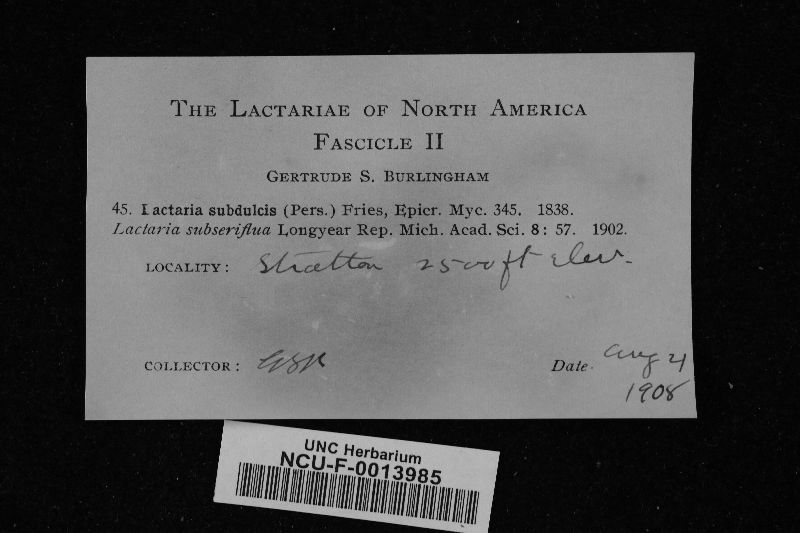 THE LACTARIAE OF NORTH AMERICA
FASCICLE II
GERTRUDE S. BURLINGHAM
45. Lactaria subdulcis (Pers.) Fries, Epicr. Myc. 345. 1838.
Lactaria subseriflua Longyear Rep. Mich. Acad. Sci. 8: 57. 1902.
LOCALITY: Stratton 2500 ft elev.
COLLECTOR: GSB Date Aug 21
1908
UNC Herbarium
NCU-F-0013985